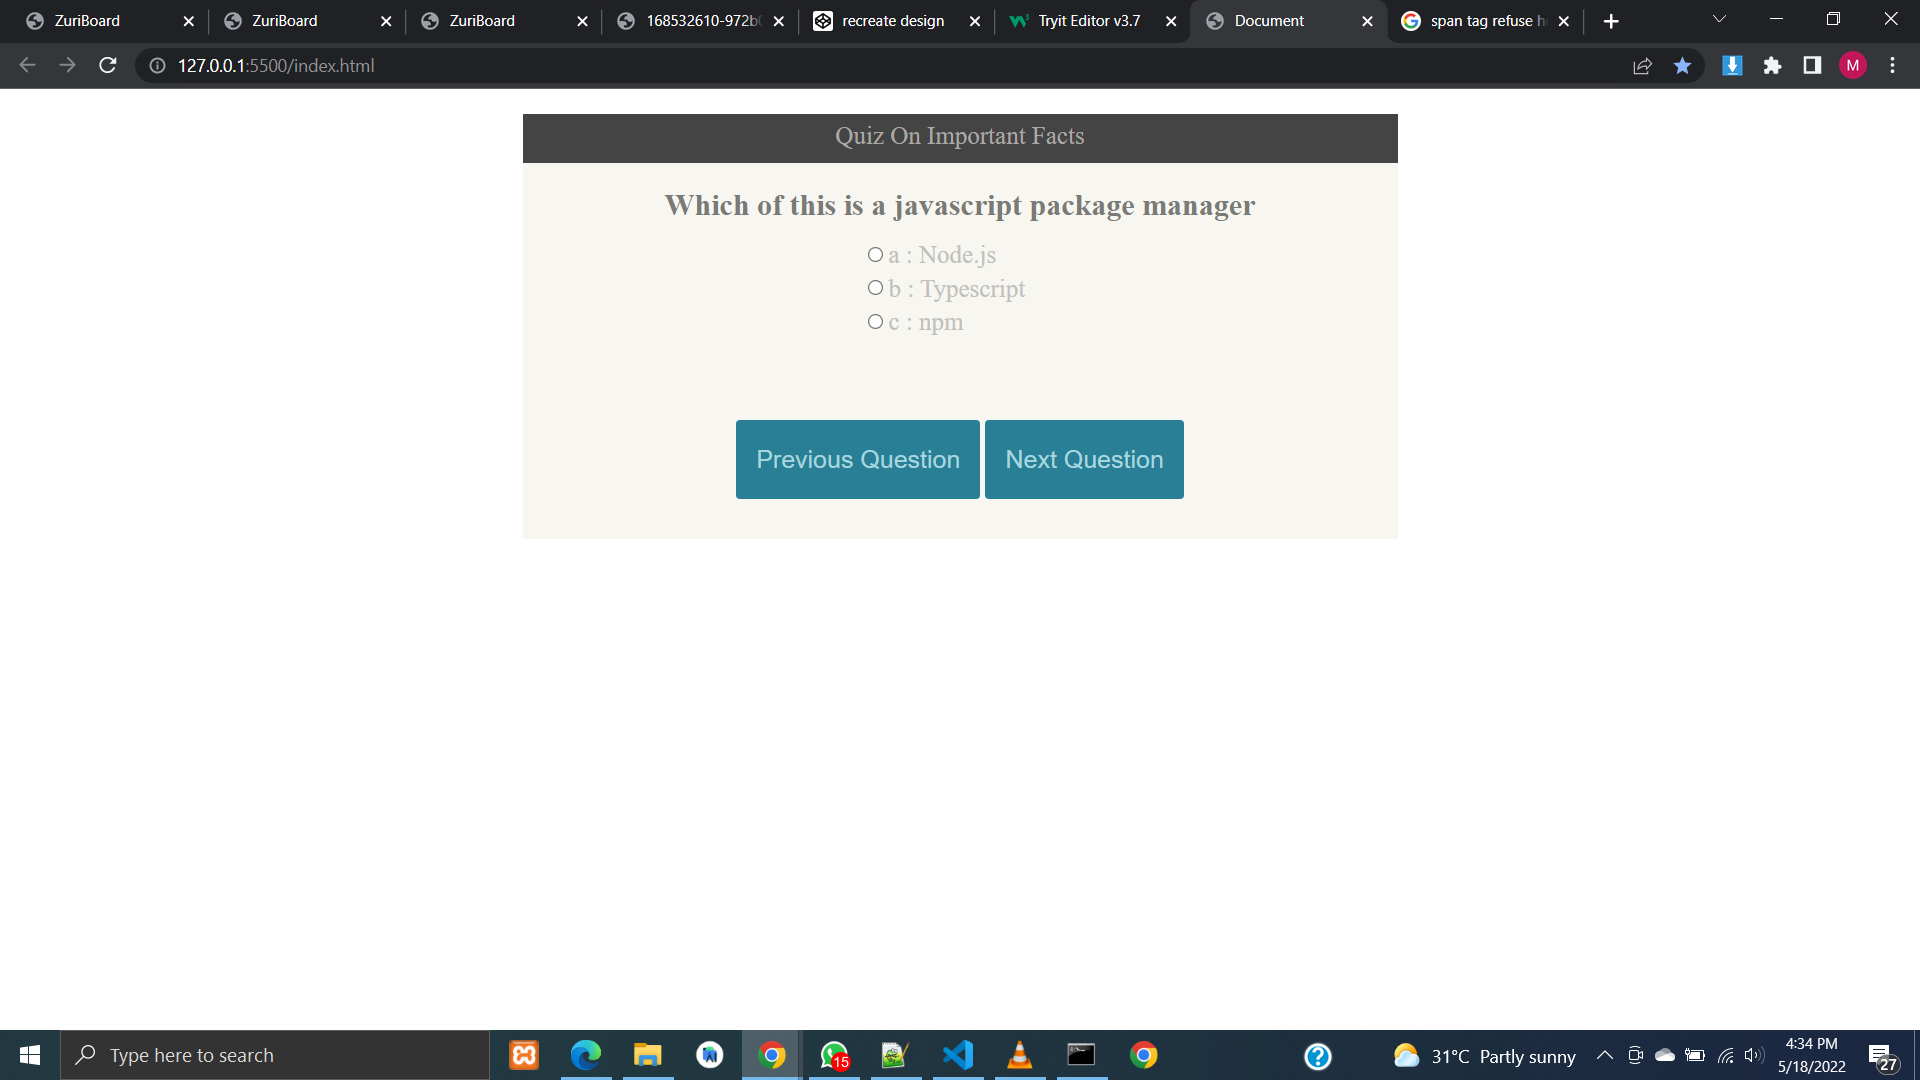 ZuriBoard
ZuriBoard
ZuriBoard
168532610-972b
recreate design
Tryit Editor v3.7
Document
span tag refuse h
127.0.0.1:5500/index.html
M
Quiz On Important Facts
Which of this is a javascript package manager
a : Node.js
b : Typescript
c : npm
Previous Question
Next Question
Type here to search
15
31°C Partly sunny
4:34 PM
5/18/2022
27